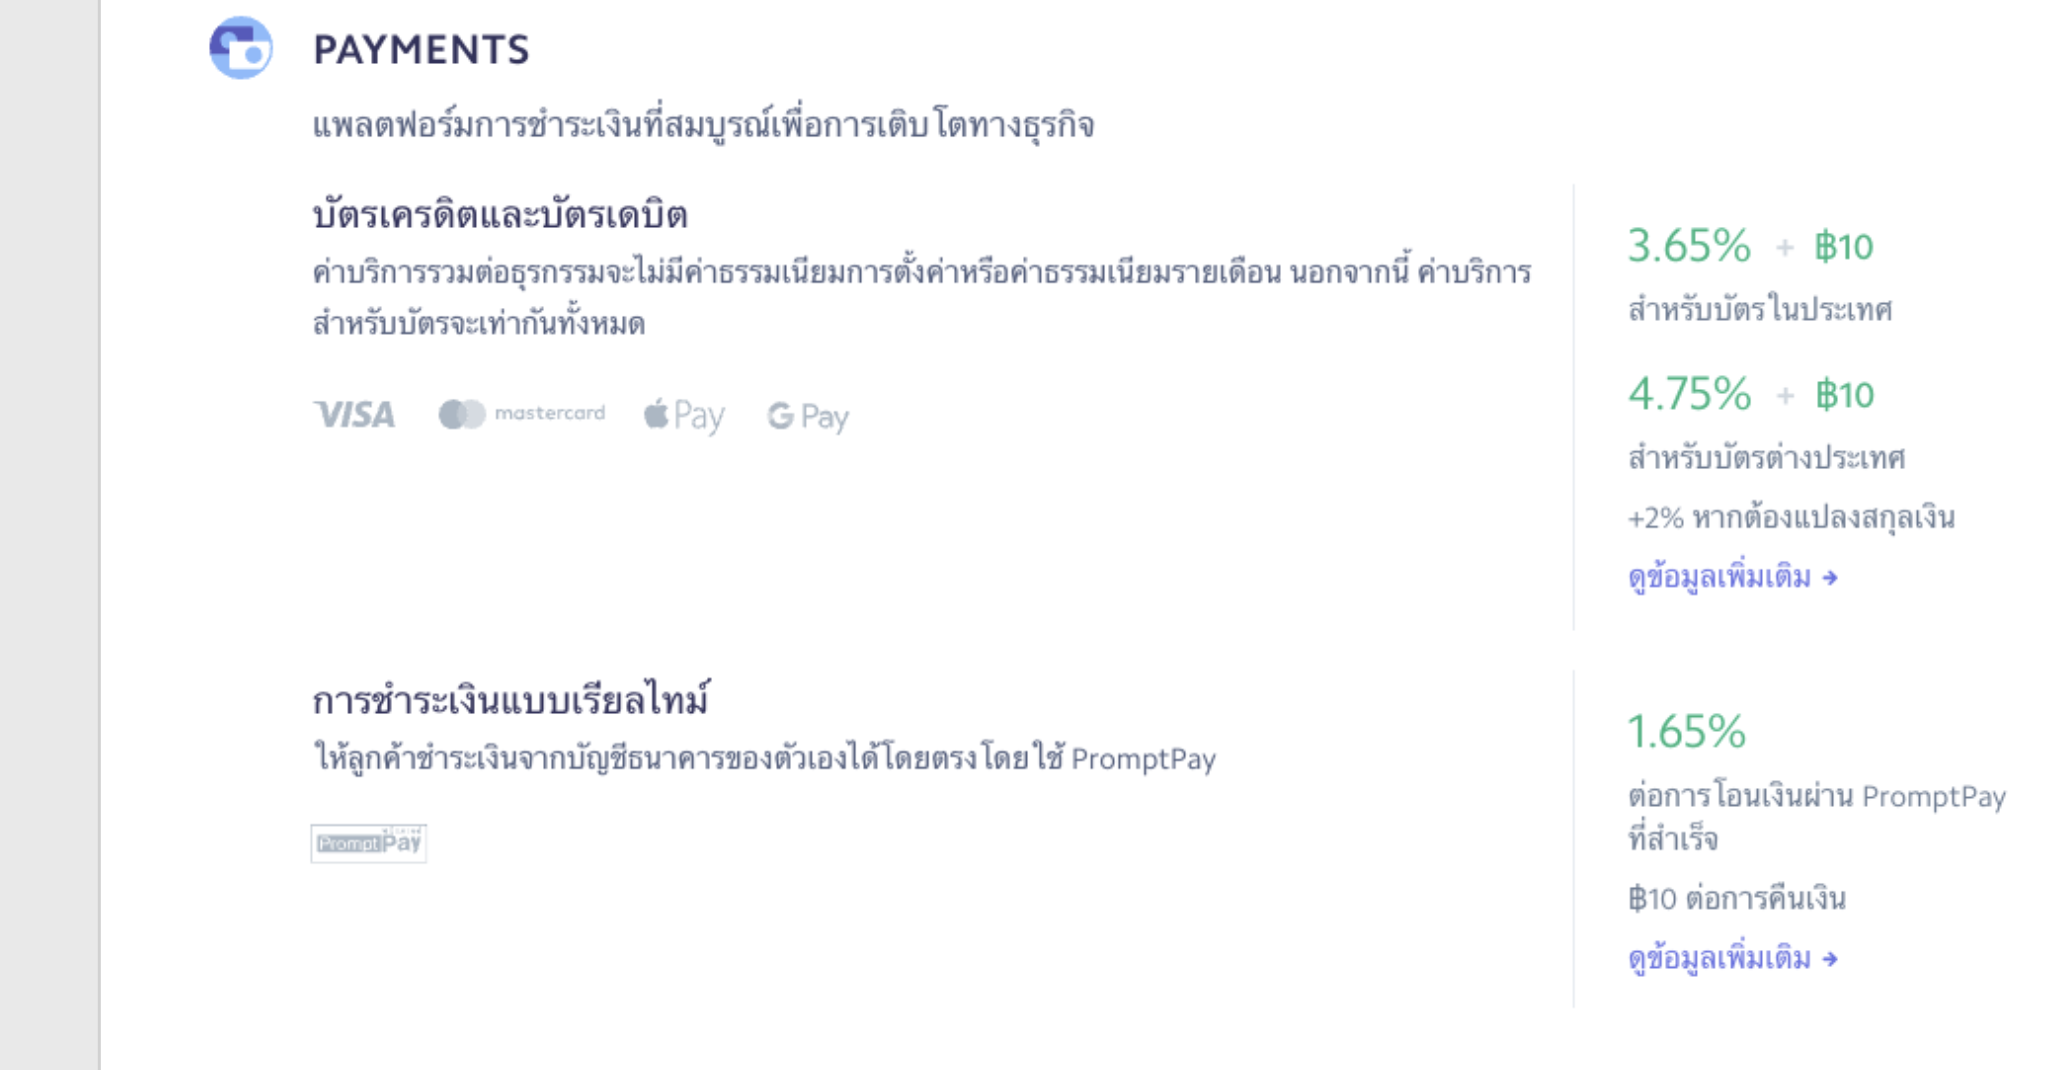 PAYMENTS
แพลตฟอร์มการชำระเงินที่สมบูรณ์เพื่อการเติบโตทางธุรกิจ
บัตรเครดิตและบัตรเดบิต
ค่าบริการรวมต่อธุรกรรมจะไม่มีค่าธรรมเนียมการตั้งค่าหรือค่าธรรมเนียมรายเดือน นอกจากนี้ ค่าบริการ
สำหรับบัตรจะเท่ากันทั้งหมด
VISA mastercard Pay G Pay
3.65% + ฿10
สำหรับบัตรในประเทศ
4.75% + ฿10
สำหรับบัตรต่างประเทศ
+2% หากต้องแปลงสกุลเงิน
ดูข้อมูลเพิ่มเติม →
การชำระเงินแบบเรียลไทม์
ให้ลูกค้าชำระเงินจากบัญชีธนาคารของตัวเองได้โดยตรงโดยใช้ PromptPay
PromptPay
1.65%
ต่อการโอนเงินผ่าน PromptPay
ที่สำเร็จ
฿10 ต่อการคืนเงิน
ดูข้อมูลเพิ่มเติม →